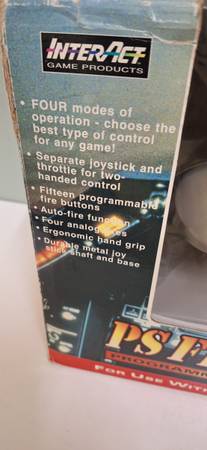 INTERACT
GAME PRODUCTS
• FOUR modes of
operation - choose the
best type of control
for any game!
• Separate joystick and
throttle for two-
handed control
• Fifteen programmable
fire buttons
• Auto-fire function
• Four analog axes
• Ergonomic hand grip
• Durable metal joy
stick shaft and base
PS F
PROGRAMM
FOR USE WITH